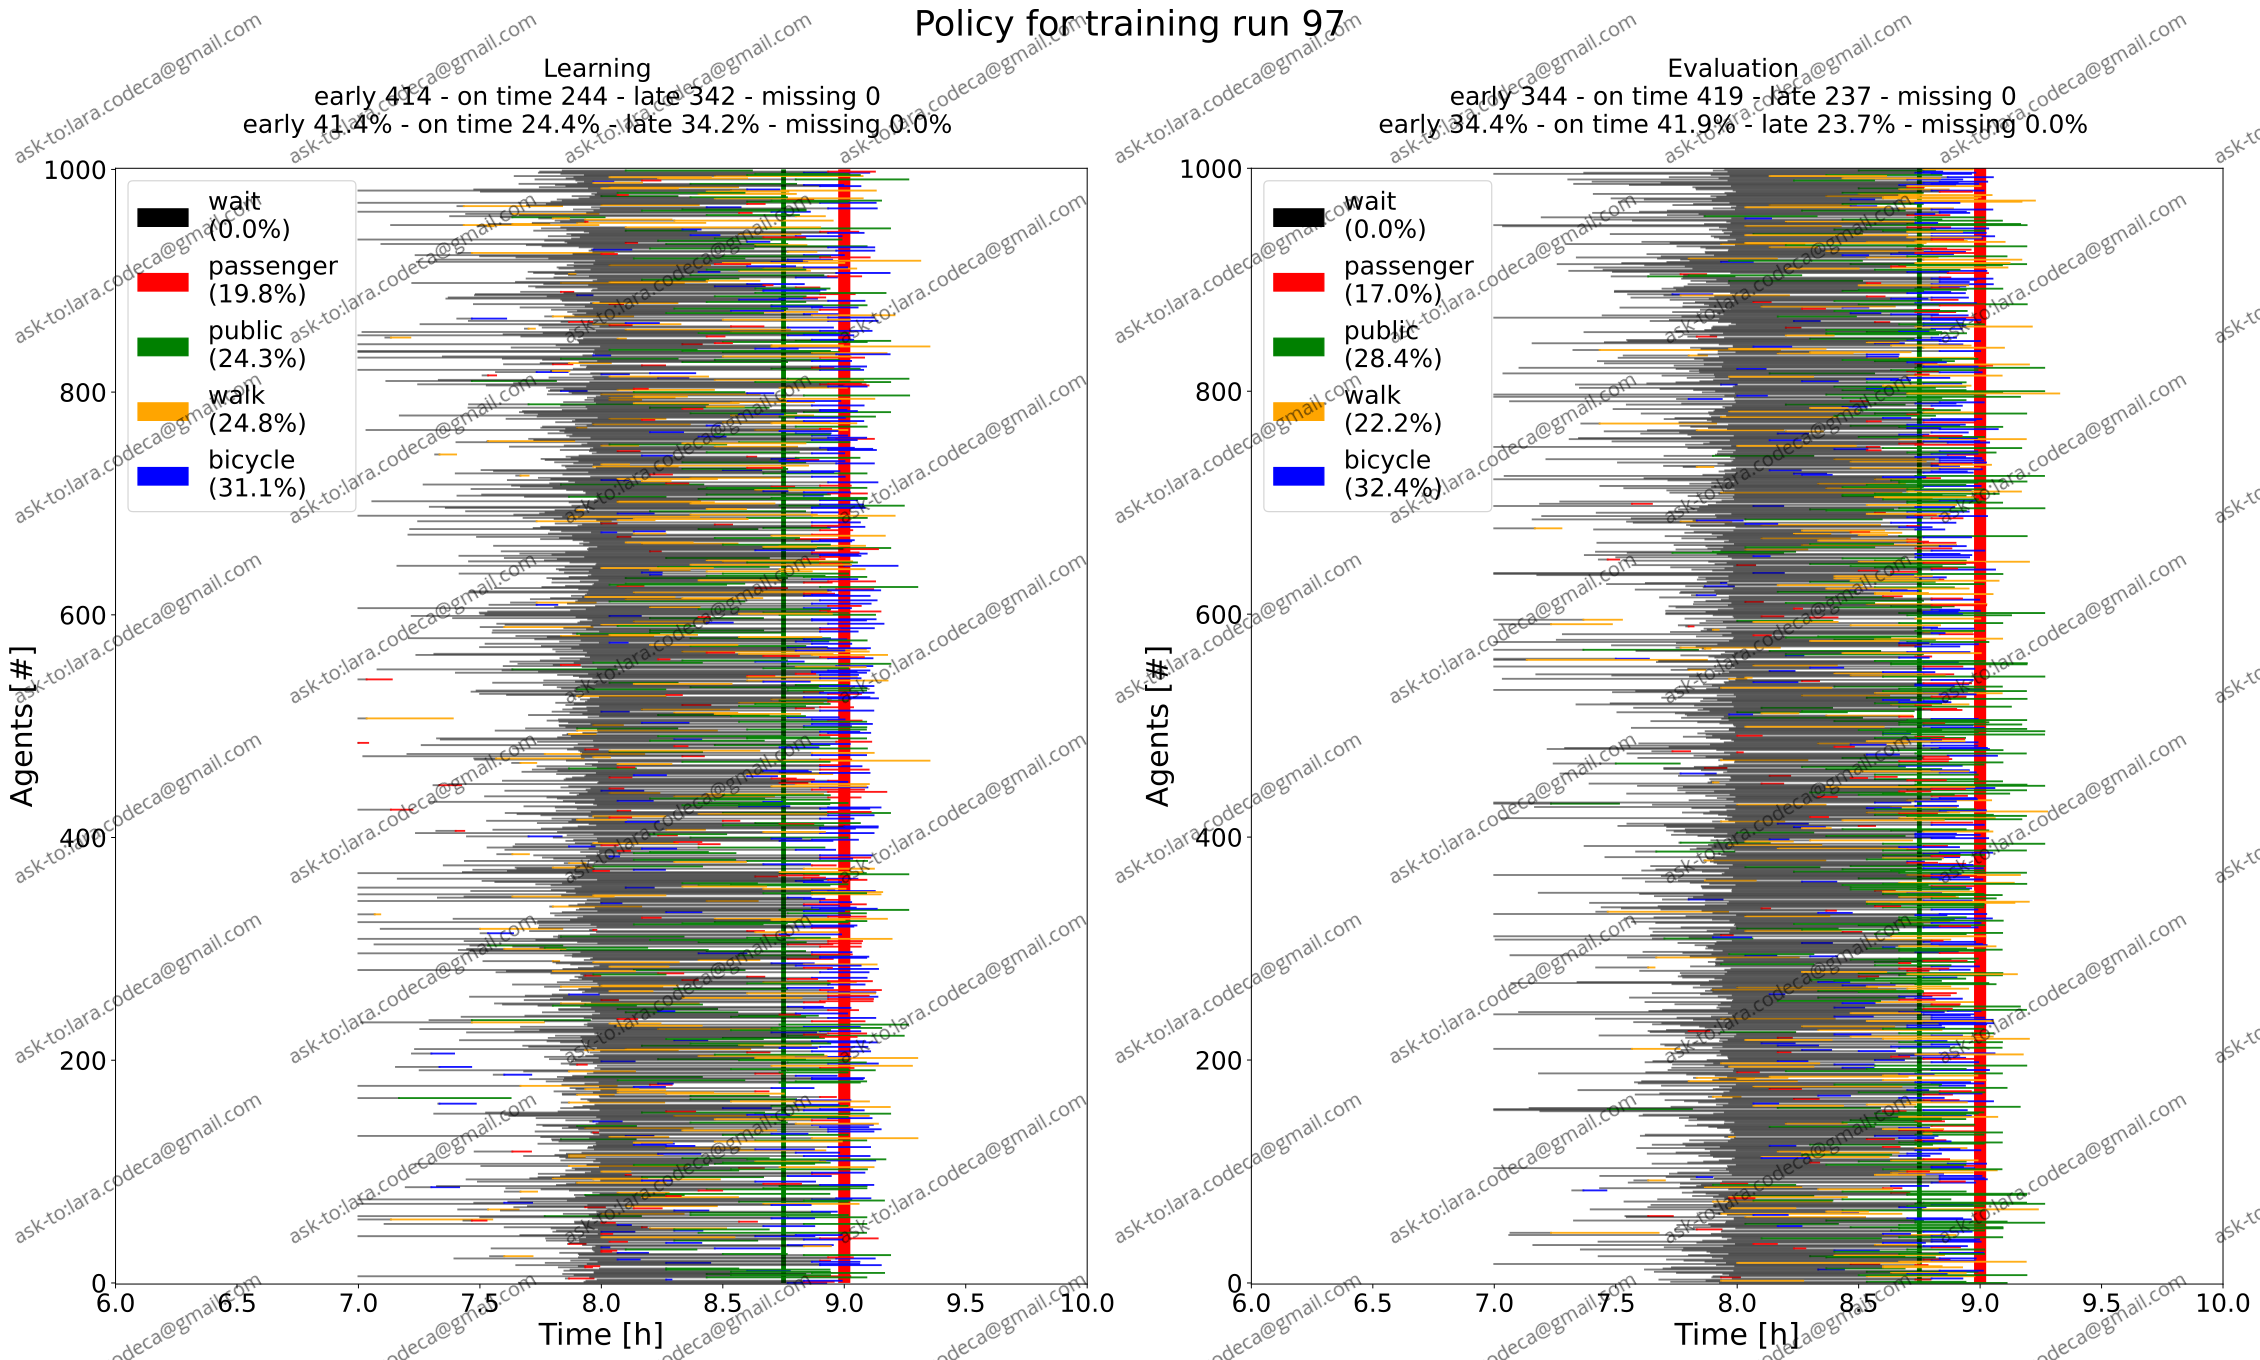 Policy for training run 97
Learning
early 414 - on time 244 - late 342 - missing 0
early 41.4% - on time 24.4% - late 34.2% - missing 0.0%
1000
800
600
400
200
0
Agents [#]
wait
(0.0%)
passenger
(19.8%)
public
(24.3%)
walk
(24.8%)
bicycle
(31.1%)
6.0 6.5 7.0 7.5 8.0 8.5 9.0 9.5 10.0
Time [h]
Evaluation
early 344 - on time 419 - late 237 - missing 0
early 34.4% - on time 41.9% - late 23.7% - missing 0.0%
1000
800
600
400
200
0
Agents [#]
wait
(0.0%)
passenger
(17.0%)
public
(28.4%)
walk
(22.2%)
bicycle
(32.4%)
6.0 6.5 7.0 7.5 8.0 8.5 9.0 9.5 10.0
Time [h]
ask-to:lara.codeca@gmail.com